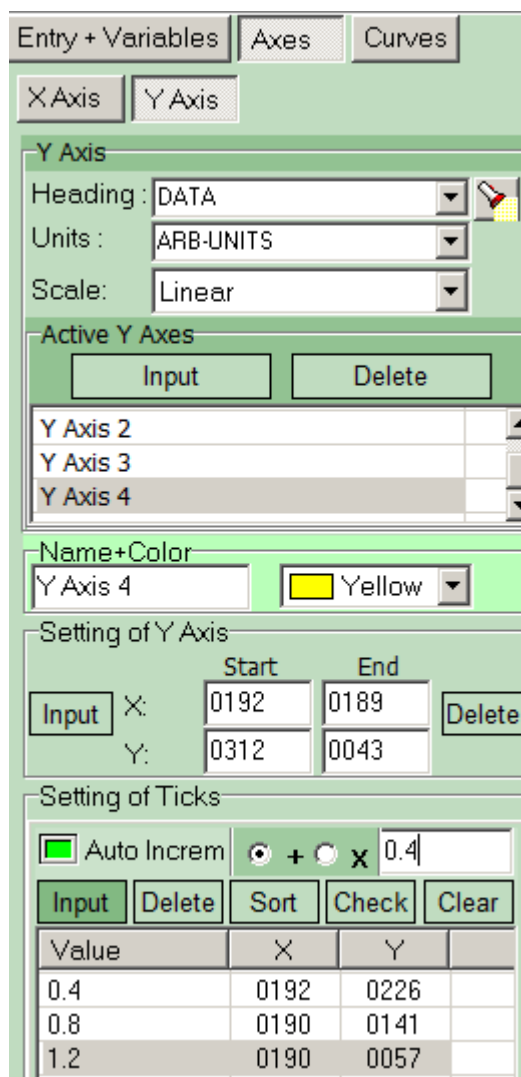 Entry + Variables Axes Curves
X Axis Y Axis
Y Axis
Heading : DATA
Units : ARB-UNITS
Scale: Linear
Active Y Axes
Input Delete
Y Axis 2
Y Axis 3
Y Axis 4
Name+Color
Y Axis 4 Yellow
Setting of Y Axis
Start End
Input X: 0192 0189 Delete
Y: 0312 0043
Setting of Ticks
Auto Increm + x 0.4
Input Delete Sort Check Clear
Value X Y
0.4 0192 0226
0.8 0190 0141
1.2 0190 0057